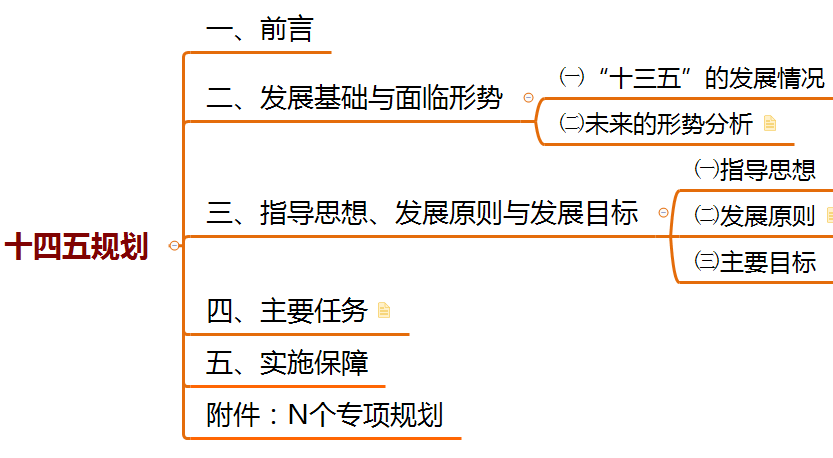 十四五规划
一、前言
二、发展基础与面临形势
㈠“十三五”的发展情况
㈡未来的形势分析
三、指导思想、发展原则与发展目标
㈠指导思想
㈡发展原则
㈢主要目标
四、主要任务
五、实施保障
附件：N个专项规划